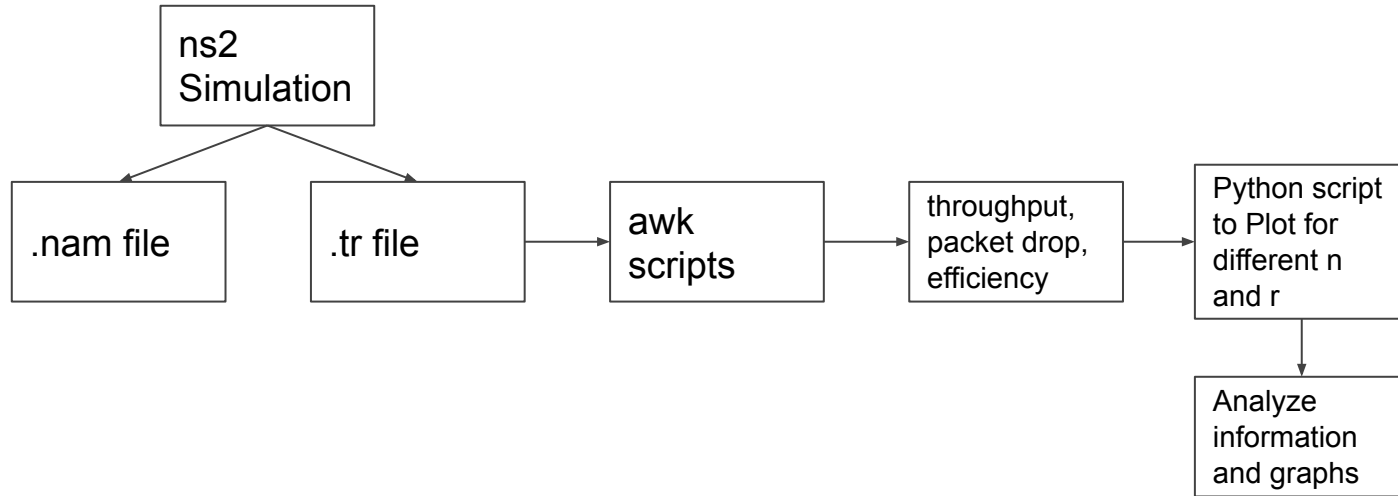 ns2
Simulation
.nam file
.tr file
awk
scripts
throughput,
packet drop,
efficiency
Python script
to Plot for
different n
and r
Analyze
information
and graphs